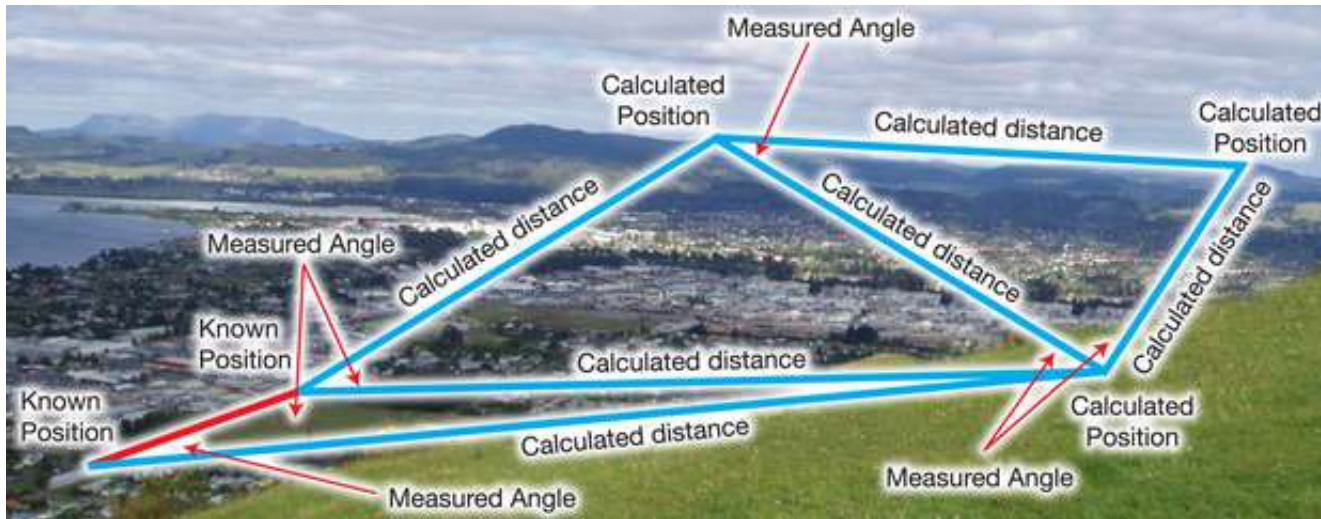 Measured Angle
Calculated
Position
Calculated distance
Calculated
Position
Calculated distance
Calculated distance
Calculated distance
Measured Angle
Known
Position
Calculated distance
Known
Position
Calculated distance
Calculated
Position
Measured Angle
Measured Angle